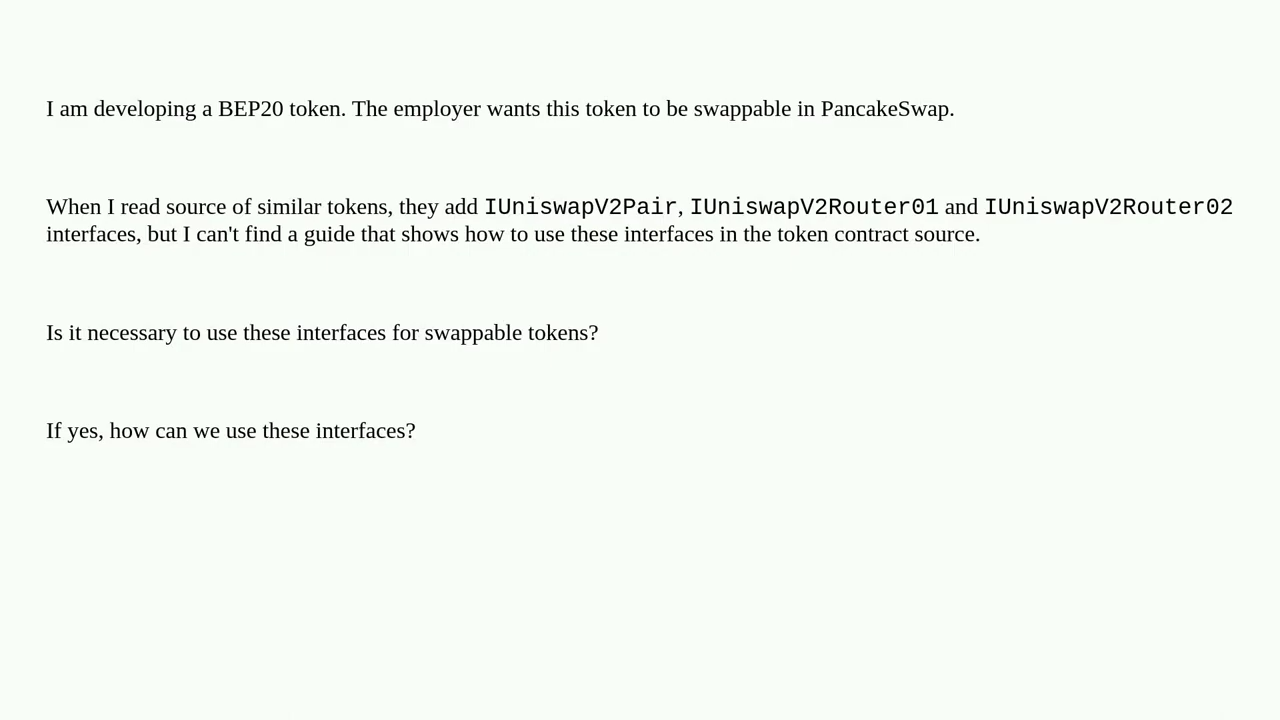 I am developing a BEP20 token. The employer wants this token to be swappable in PancakeSwap.
When I read source of similar tokens, they add IUniswapV2Pair, IUniswapV2Router01 and IUniswapV2Router02
interfaces, but I can't find a guide that shows how to use these interfaces in the token contract source.
Is it necessary to use these interfaces for swappable tokens?
If yes, how can we use these interfaces?